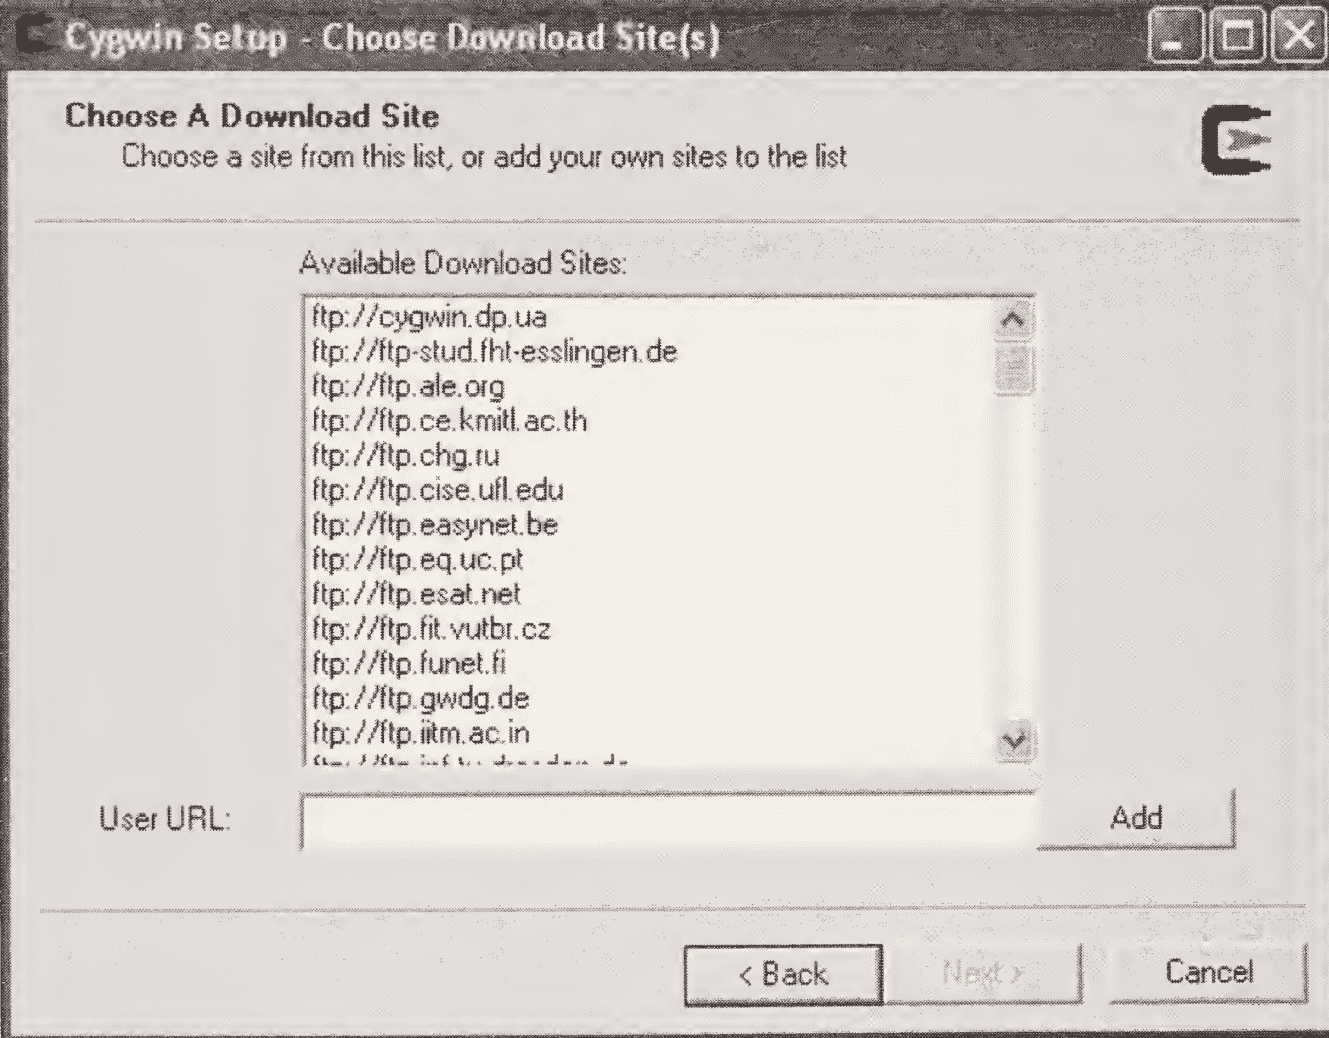 Cygwin Setup - Choose Download Site(s)
Choose A Download Site
Choose a site from this list, or add your own sites to the list
Available Download Sites:
ftp://cygwin.dp.ua
ftp://ftp-stud.fht-esslingen.de
ftp://ftp.ale.org
ftp://ftp.ce.kmitl.ac.th
ftp://ftp.chg.ru
ftp://ftp.cise.ufl.edu
ftp://ftp.easynet.be
ftp://ftp.eq.uc.pt
ftp://ftp.esat.net
ftp://ftp.fit.vutbr.cz
ftp://ftp.funet.fi
ftp://ftp.gwdg.de
ftp://ftp.iitm.ac.in
User URL:
Add
< Back
Next >
Cancel